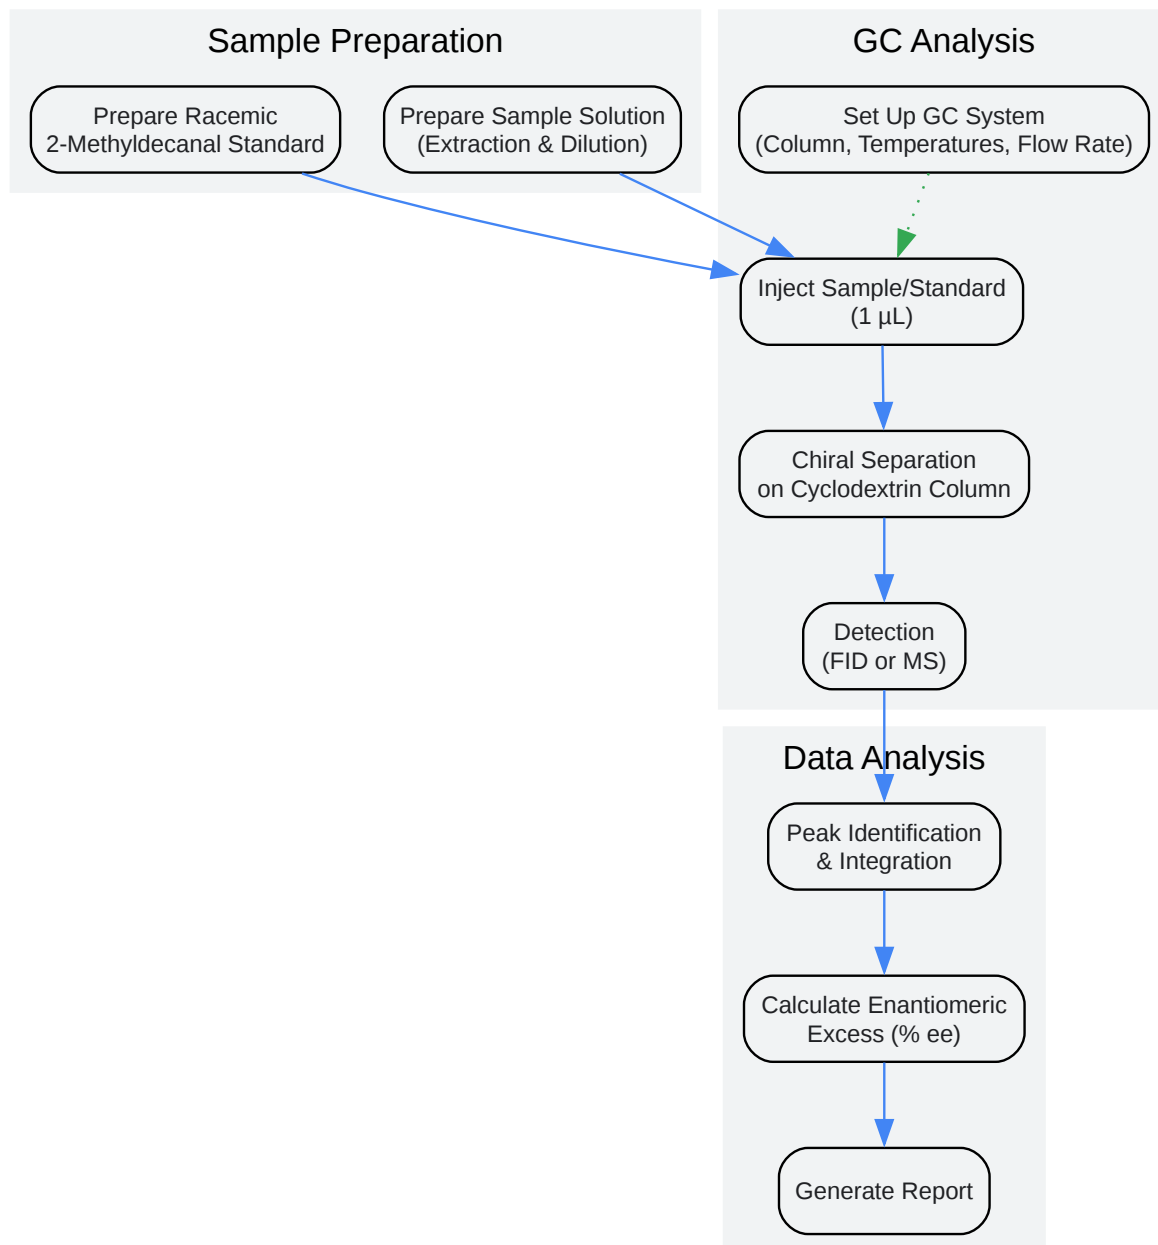 Sample Preparation
Prepare Racemic
2-Methyldecanal Standard
Prepare Sample Solution
(Extraction & Dilution)
GC Analysis
Set Up GC System
(Column, Temperatures, Flow Rate)
Inject Sample/Standard
(1 µL)
Chiral Separation
on Cyclodextrin Column
Detection
(FID or MS)
Data Analysis
Peak Identification
& Integration
Calculate Enantiomeric
Excess (% ee)
Generate Report